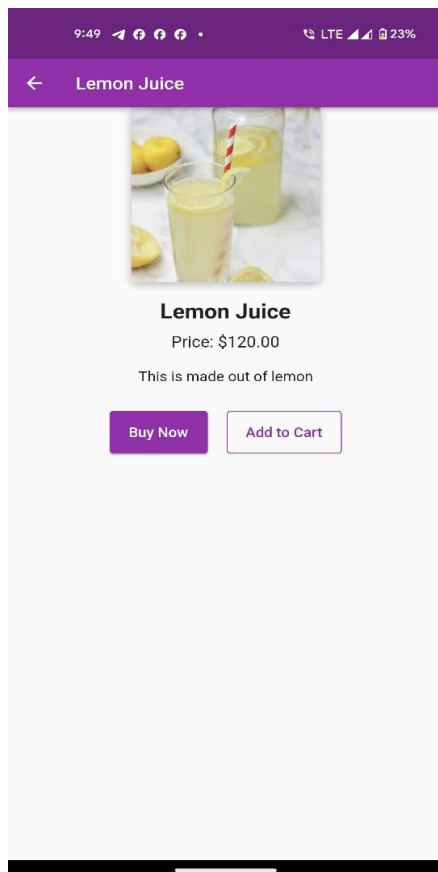 9:49 LTE 23%
Lemon Juice
Lemon Juice
Price: $120.00
This is made out of lemon
Buy Now Add to Cart